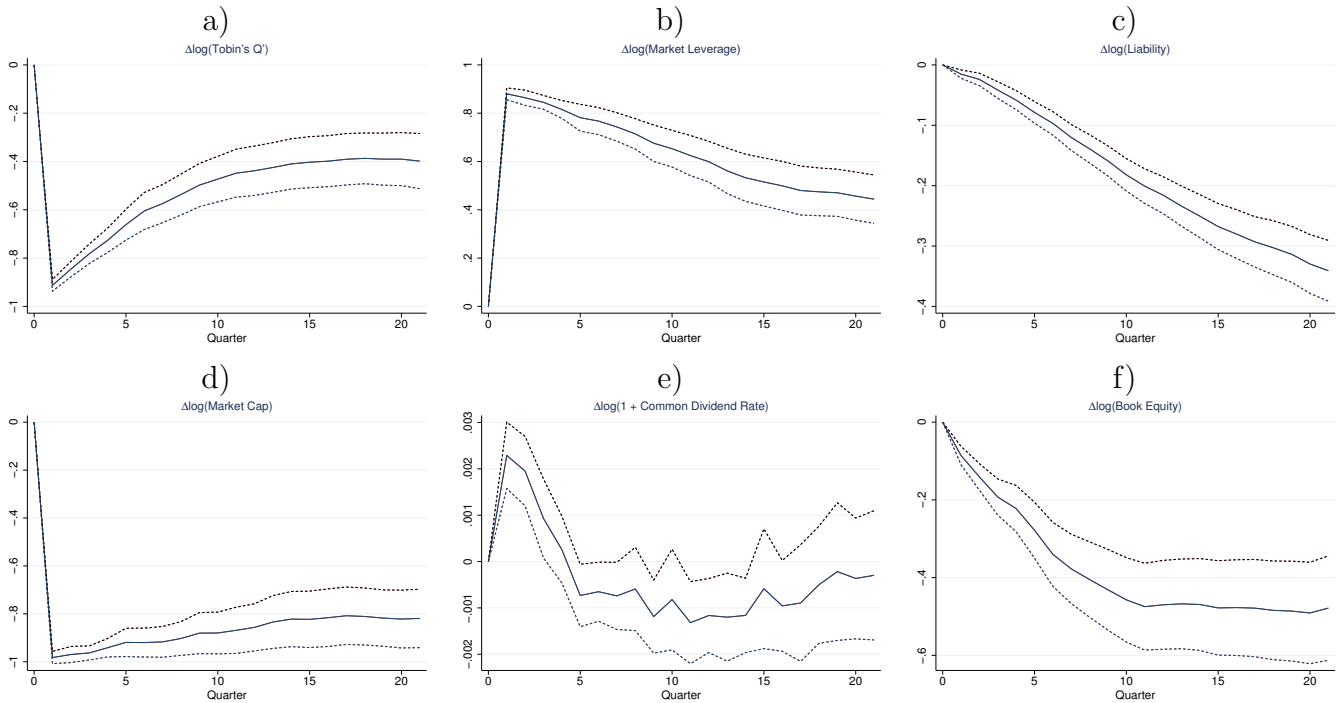 a)
Δlog(Tobin's Q')
0
-.2
-.4
-.6
-.8
-1
0 5 10 15 20
Quarter
b)
Δlog(Market Leverage)
1
.8
.6
.4
.2
0
0 5 10 15 20
Quarter
c)
Δlog(Liability)
0
-.1
-.2
-.3
-.4
0 5 10 15 20
Quarter
d)
Δlog(Market Cap)
0
-.2
-.4
-.6
-.8
-1
0 5 10 15 20
Quarter
e)
Δlog(1 + Common Dividend Rate)
.003
.002
.001
0
-.001
-.002
0 5 10 15 20
Quarter
f)
Δlog(Book Equity)
0
-.2
-.4
-.6
0 5 10 15 20
Quarter